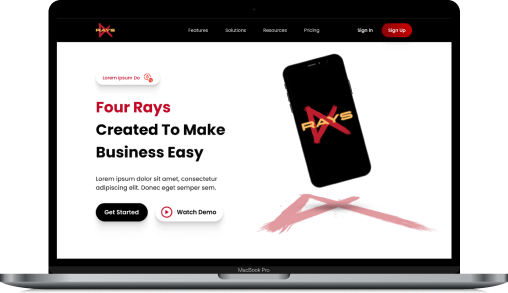 RAYS
Features
Solutions
Resources
Pricing
Sign In
Sign Up
Lorem Ipsum Do
Four Rays
Created To Make
Business Easy
Lorem ipsum dolor sit amet, consectetur
adipiscing elit. Donec eget semper sem.
Get Started
Watch Demo
RAYS
MacBook Pro